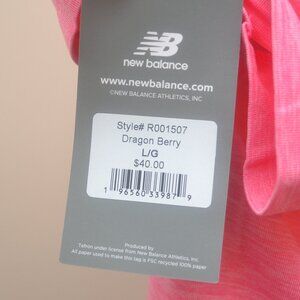 NB
new balance
www.newbalance.com
©NEW BALANCE ATHLETICS, INC
Style# R001507
Dragon Berry
L/G
$40.00
1 96560 33987 9
Produced by/
Tetron under license from New Balance Athletics, Inc.
All paper used to make this tag is FSC recycled 100% paper